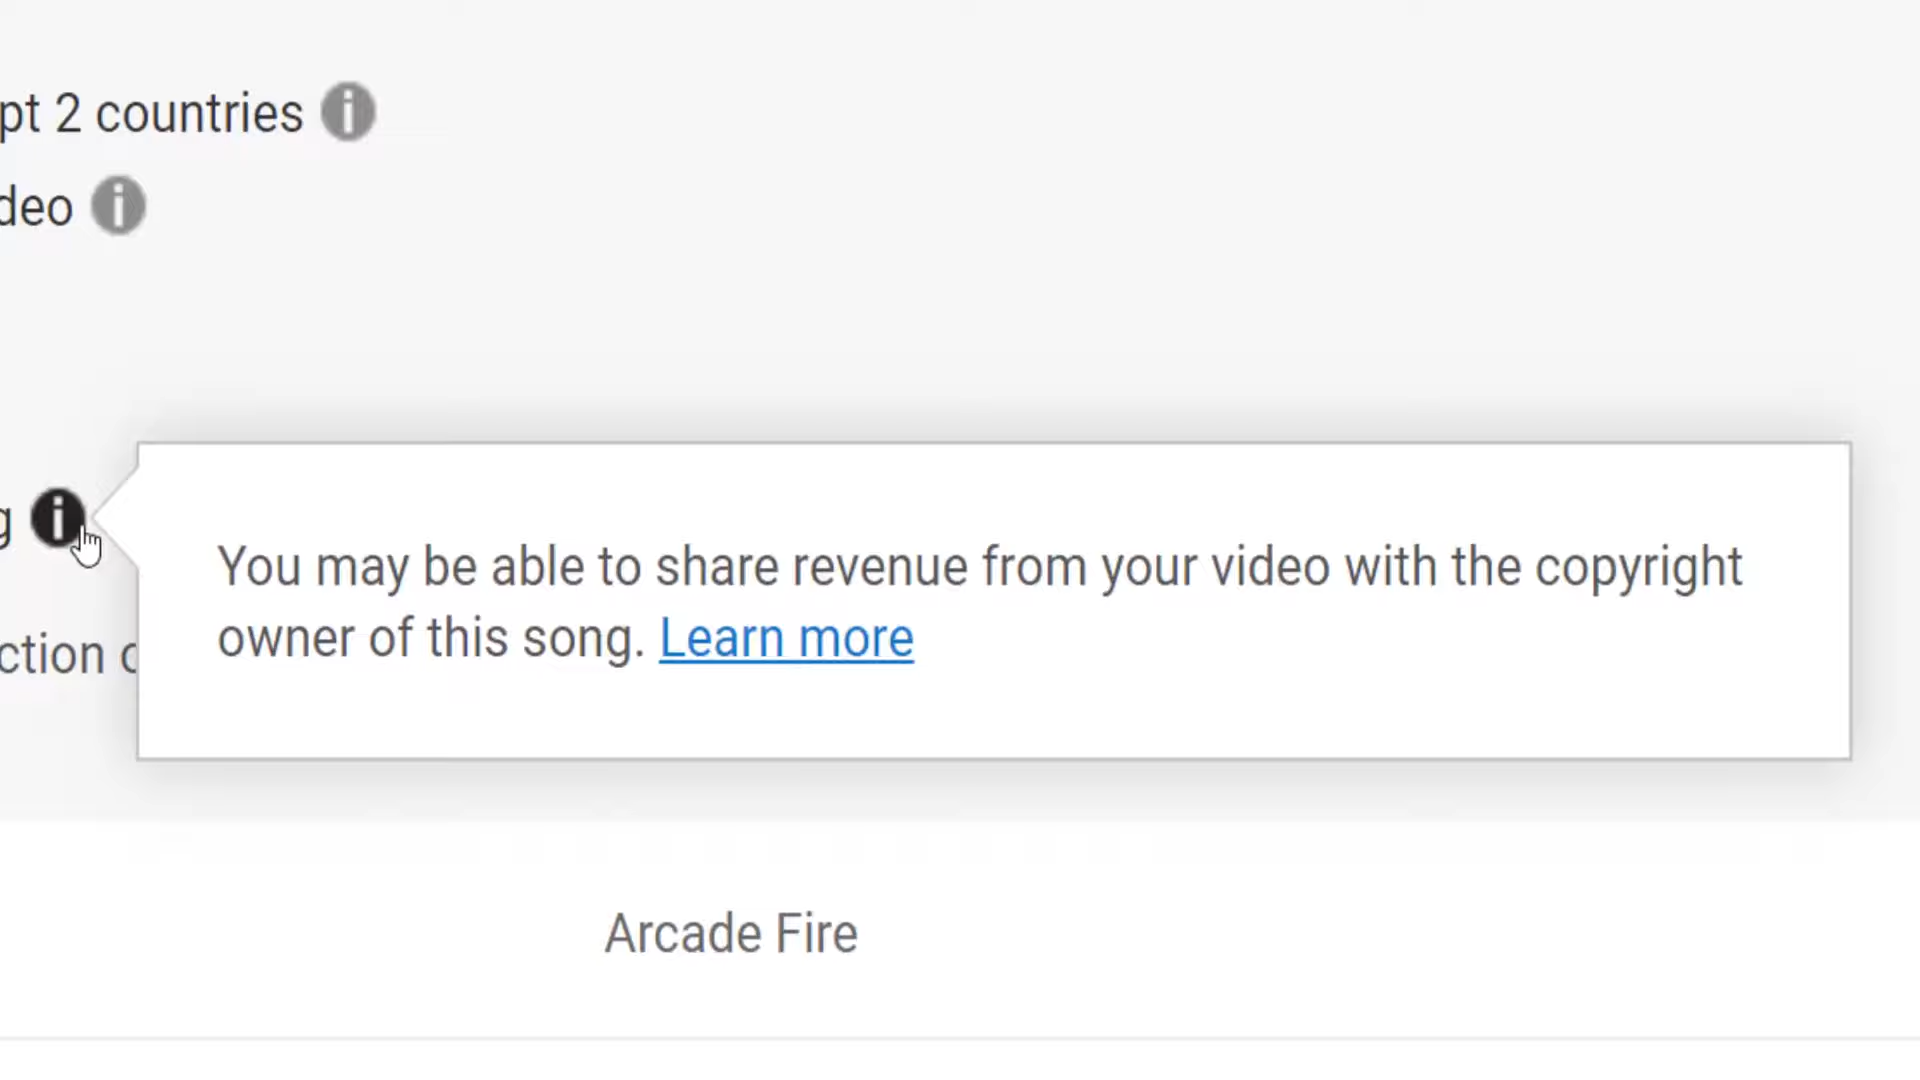 pt 2 countries
deo
g
You may be able to share revenue from your video with the copyright
owner of this song. Learn more
ction
Arcade Fire